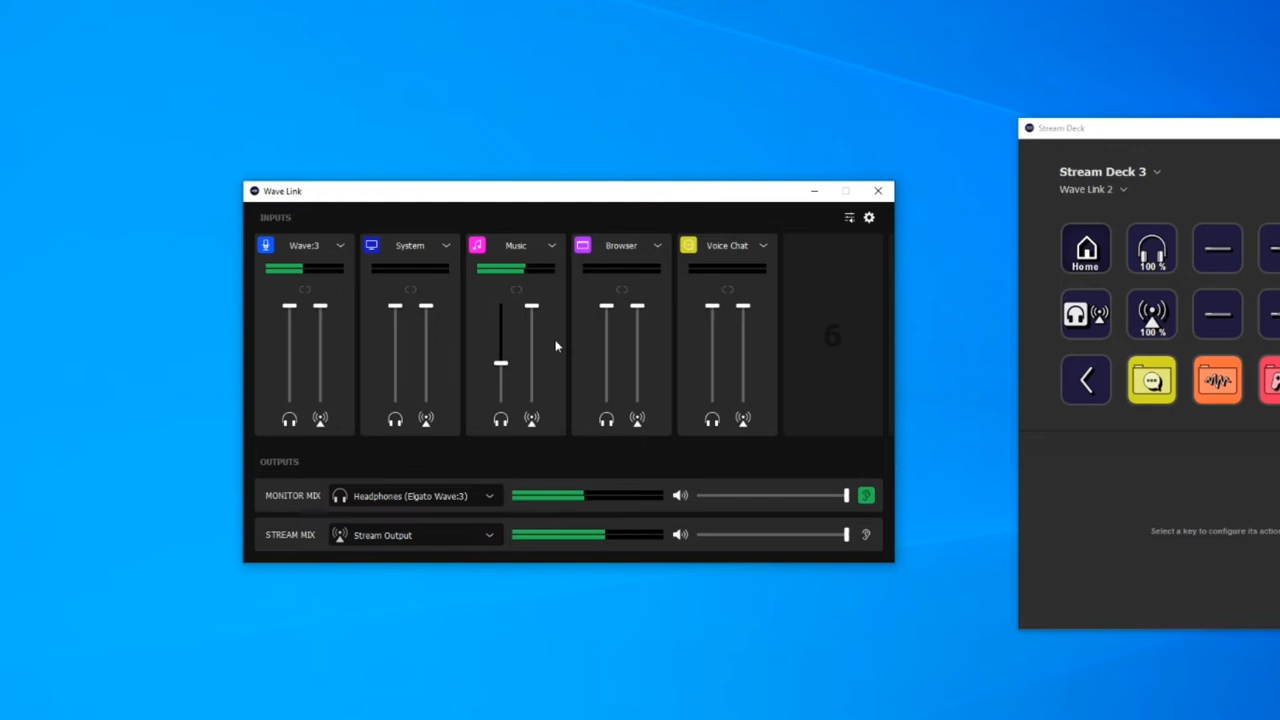 Stream Deck
Stream Deck 3
Wave Link 2
Wave Link
INPUTS
Wave:3
System
Music
Browser
Voice Chat
6
Home
100 %
100 %
OUTPUTS
MONITOR MIX
Headphones (Elgato Wave:3)
STREAM MIX
Stream Output
Select a key to configure its actio